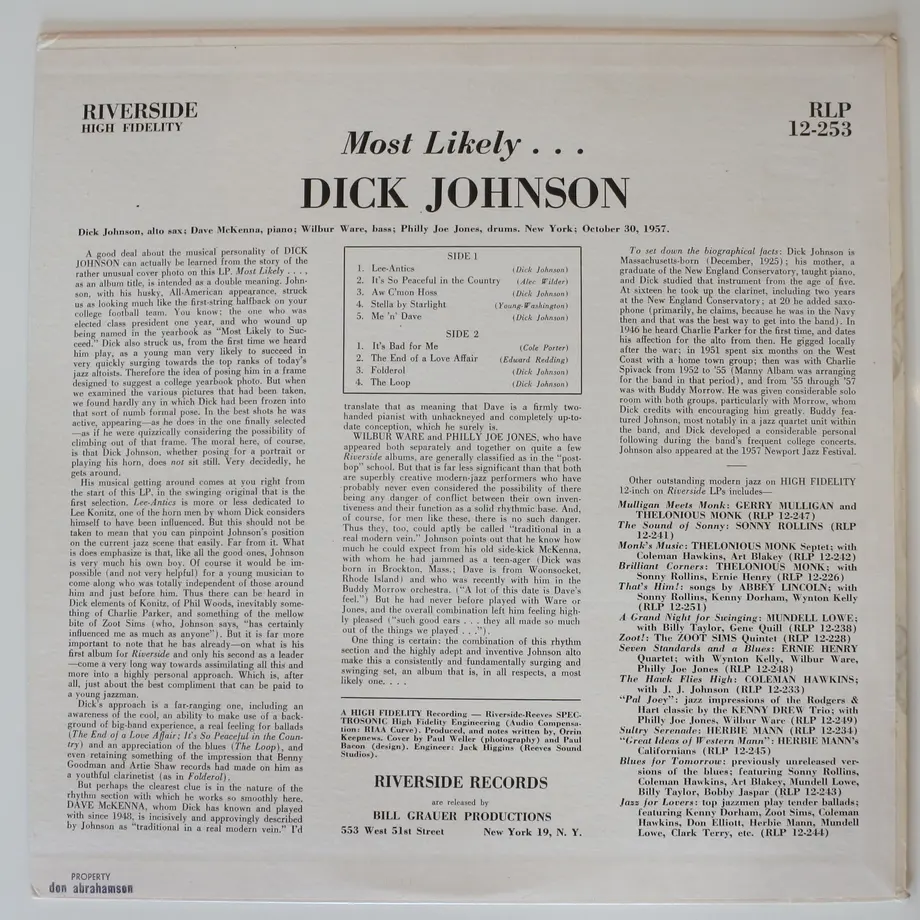 RIVERSIDE
HIGH FIDELITY
RLP
12-253
Most Likely . . .
DICK JOHNSON
Dick Johnson, alto sax; Dave McKenna, piano; Wilbur Ware, bass; Philly Joe Jones, drums. New York; October 30, 1957.
A good deal about the musical personality of DICK
JOHNSON can actually be learned from the story of the
rather unusual cover photo on this LP. Most Likely . . . ,
as an album title, is intended as a double meaning. John-
son, with his husky, All-American appearance, struck
us as looking much like the first-string halfback on your
college football team. You know; the one who was
elected class president one year, and who wound up
being named in the yearbook as “Most Likely to Suc-
ceed.” Dick also struck us, from the first time we heard
him play, as a young man very likely to succeed in
very quickly surging towards the top ranks of today’s
jazz altoists. Therefore the idea of posing him in a frame
designed to suggest a college yearbook photo. But when
we examined the various pictures that had been taken,
we found hardly any in which Dick had been frozen into
that sort of numb formal pose. In the best shots he was
active, appearing—as he does in the one finally selected
—as if he were quizzically considering the possibility of
climbing out of that frame. The moral here, of course,
is that Dick Johnson, whether posing for a portrait or
playing his horn, does not sit still. Very decidedly, he
gets around.
His musical getting around comes at you right from
the start of this LP, in the swinging original that is the
first selection. Lee-Antics is more or less dedicated to
Lee Konitz, one of the horn men by whom Dick considers
himself to have been influenced. But this should not be
taken to mean that you can pinpoint Johnson’s position
on the current jazz scene that easily. Far from it. What
is does emphasize is that, like all the good ones, Johnson
is very much his own boy. Of course it would be im-
possible (and not very helpful) for a young musician to
come along who was totally independent of those around
him and just before him. Thus there can be heard in
Dick elements of Konitz, of Phil Woods, inevitably some-
thing of Charlie Parker, and something of the mellow
bite of Zoot Sims (who, Johnson says, “has certainly
influenced me as much as anyone”). But it is far more
important to note that he has already—on what is his
first album for Riverside and only his second as a leader
—come a very long way towards assimilating all this and
more into a highly personal approach. Which is, after
all, just about the best compliment that can be paid to
a young jazzman.
Dick’s approach is a far-ranging one, including an
awareness of the cool, an ability to make use of a back-
ground of big-band experience, a real feeling for ballads
(The End of a Love Affair; It’s So Peaceful in the Coun-
try) and an appreciation of the blues (The Loop), and
even retaining something of the impression that Benny
Goodman and Artie Shaw records had made on him as
a youthful clarinetist (as in Folderol).
But perhaps the clearest clue is in the nature of the
rhythm section with which he works so smoothly here.
DAVE McKENNA, whom Dick has known and played
with since 1948, is incisively and approvingly described
by Johnson as “traditional in a real modern vein.” I’d
SIDE 1
1. Lee-Antics (Dick Johnson)
2. It’s So Peaceful in the Country (Alec Wilder)
3. Aw C’mon Hoss (Dick Johnson)
4. Stella by Starlight (Young-Washington)
5. Me ’n’ Dave (Dick Johnson)
SIDE 2
1. It’s Bad for Me (Cole Porter)
2. The End of a Love Affair (Edward Redding)
3. Folderol (Dick Johnson)
4. The Loop (Dick Johnson)
translate that as meaning that Dave is a firmly two-
handed pianist with unhackneyed and completely up-to-
date conception, which he surely is.
WILBUR WARE and PHILLY JOE JONES, who have
appeared both separately and together on quite a few
Riverside albums, are generally classified as in the “post-
bop” school. But that is far less significant than that both
are superbly creative modern-jazz performers who have
probably never even considered the possibility of there
being any danger of conflict between their own inven-
tiveness and their function as a solid rhythmic base. And,
of course, for men like these, there is no such danger.
Thus they, too, could aptly be called “traditional in a
real modern vein.” Johnson points out that he knew how
much he could expect from his old side-kick McKenna,
with whom he had jammed as a teen-ager (Dick was
born in Brockton, Mass.; Dave is from Woonsocket,
Rhode Island) and who was recently with him in the
Buddy Morrow orchestra. (“A lot of this date is Dave’s
feel.”) But he had never before played with Ware or
Jones, and the overall combination left him feeling high-
ly pleased (“such good ears . . . they all made so much
out of the things we played . . .”).
One thing is certain: the combination of this rhythm
section and the highly adept and inventive Johnson alto
make this a consistently and fundamentally surging and
swinging set, an album that is, in all respects, a most
likely one. . . .
A HIGH FIDELITY Recording — Riverside-Reeves SPEC-
TROSONIC High Fidelity Engineering (Audio Compensa-
tion: RIAA Curve). Produced, and notes written by, Orrin
Keepnews. Cover by Paul Weller (photography) and Paul
Bacon (design). Engineer: Jack Higgins (Reeves Sound
Studios).
RIVERSIDE RECORDS
are released by
BILL GRAUER PRODUCTIONS
553 West 51st Street New York 19, N. Y.
To set down the biographical facts: Dick Johnson is
Massachusetts-born (December, 1925); his mother, a
graduate of the New England Conservatory, taught piano,
and Dick studied that instrument from the age of five.
At sixteen he took up the clarinet, including two years
at the New England Conservatory; at 20 he added saxo-
phone (primarily, he claims, because he was in the Navy
then and that was the best way to get into the band). In
1946 he heard Charlie Parker for the first time, and dates
his affection for the alto from then. He gigged locally
after the war; in 1951 spent six months on the West
Coast with a home town group; then was with Charlie
Spivack from 1952 to ’55 (Manny Albam was arranging
for the band in that period), and from ’55 through ’57
was with Buddy Morrow. He was given considerable solo
room with both groups, particularly with Morrow, whom
Dick credits with encouraging him greatly. Buddy fea-
tured Johnson, most notably in a jazz quartet unit within
the band, and Dick developed a considerable personal
following during the band’s frequent college concerts.
Johnson also appeared at the 1957 Newport Jazz Festival.
Other outstanding modern jazz on HIGH FIDELITY
12-inch on Riverside LPs includes—
Mulligan Meets Monk: GERRY MULLIGAN and
THELONIOUS MONK (RLP 12-247)
The Sound of Sonny: SONNY ROLLINS (RLP
12-241)
Monk’s Music: THELONIOUS MONK Septet; with
Coleman Hawkins, Art Blakey (RLP 12-242)
Brilliant Corners: THELONIOUS MONK; with
Sonny Rollins, Ernie Henry (RLP 12-226)
That’s Him!: songs by ABBEY LINCOLN; with
Sonny Rollins, Kenny Dorham, Wynton Kelly
(RLP 12-251)
A Grand Night for Swinging: MUNDELL LOWE;
with Billy Taylor, Gene Quill (RLP 12-238)
Zoot!: The ZOOT SIMS Quintet (RLP 12-228)
Seven Standards and a Blues: ERNIE HENRY
Quartet; with Wynton Kelly, Wilbur Ware,
Philly Joe Jones (RLP 12-248)
The Hawk Flies High: COLEMAN HAWKINS;
with J. J. Johnson (RLP 12-233)
“Pal Joey”: jazz impressions of the Rodgers &
Hart classic by the KENNY DREW Trio; with
Philly Joe Jones, Wilbur Ware (RLP 12-249)
Sultry Serenade: HERBIE MANN (RLP 12-234)
“Great Ideas of Western Mann”: HERBIE MANN’s
Californians (RLP 12-245)
Blues for Tomorrow: previously unreleased ver-
sions of the blues; featuring Sonny Rollins,
Coleman Hawkins, Art Blakey, Mundell Lowe,
Billy Taylor, Bobby Jaspar (RLP 12-243)
Jazz for Lovers: top jazzmen play tender ballads;
featuring Kenny Dorham, Zoot Sims, Coleman
Hawkins, Don Elliott, Herbie Mann, Mundell
Lowe, Clark Terry, etc. (RLP 12-244)
PROPERTY
don abrahamson